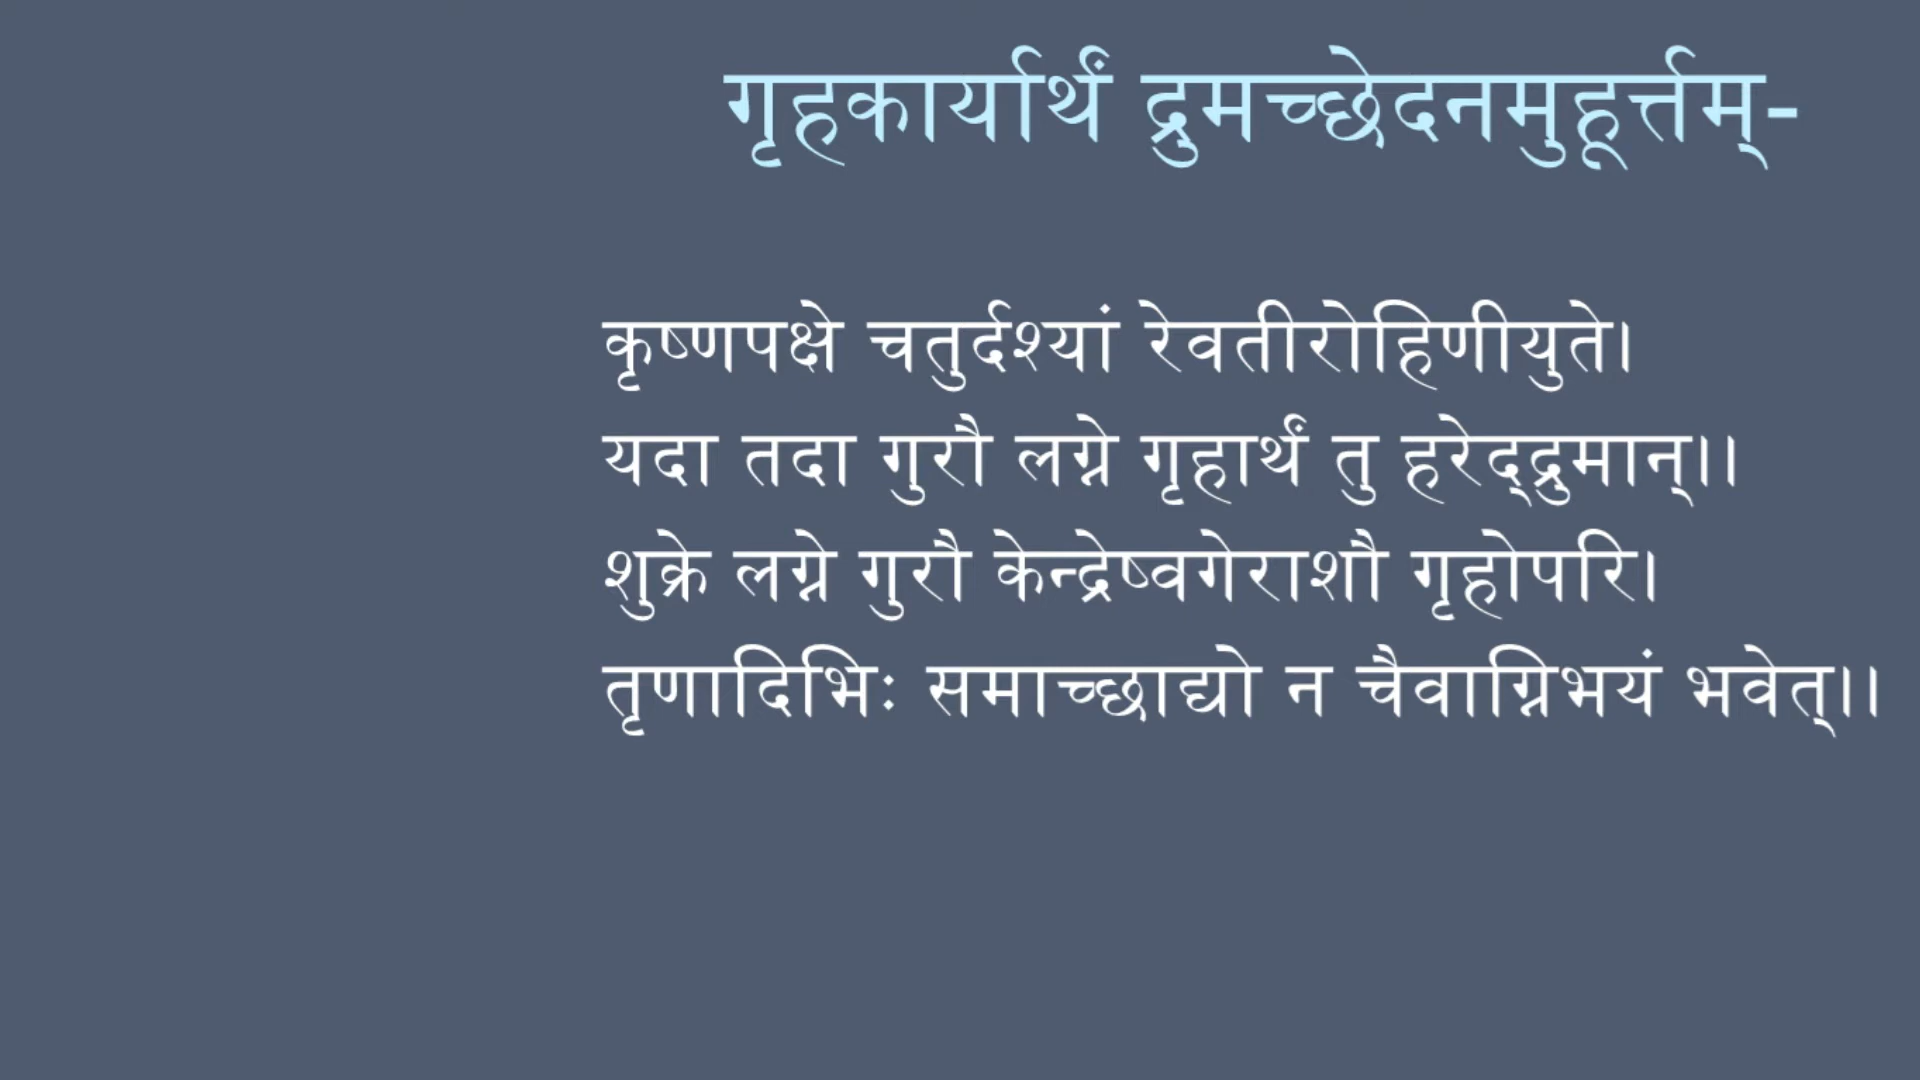 गृहकार्यार्थं द्रुमच्छेदनमुहूर्त्तम्-
कृष्णपक्षे चतुर्दश्यां रेवतीरोहिणीयुते।
यदा तदा गुरौ लग्ने गृहार्थं तु हरेद्द्रुमान्।।
शुक्रे लग्ने गुरौ केन्द्रेष्वगेराशौ गृहोपरि।
तृणादिभिः समाच्छाद्यो न चैवाग्निभयं भवेत्।।